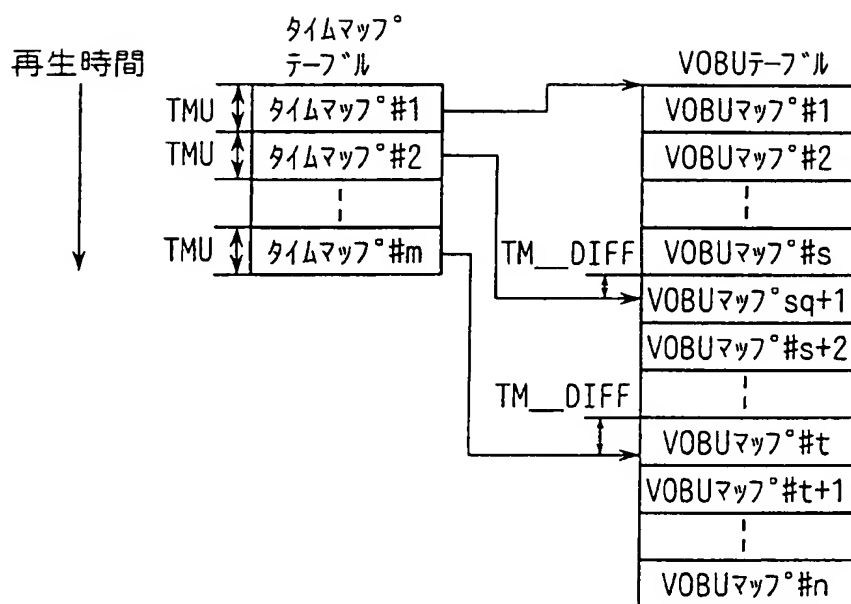 再生時間
タイムマップ
テーブル
TMU
タイムマップ#1
TMU
タイムマップ#2
TMU
タイムマップ#m
VOBUテーブル
VOBUマップ#1
VOBUマップ#2
VOBUマップ#s
TM__DIFF
VOBUマップsq+1
VOBUマップ#s+2
TM__DIFF
VOBUマップ#t
VOBUマップ#t+1
VOBUマップ#n